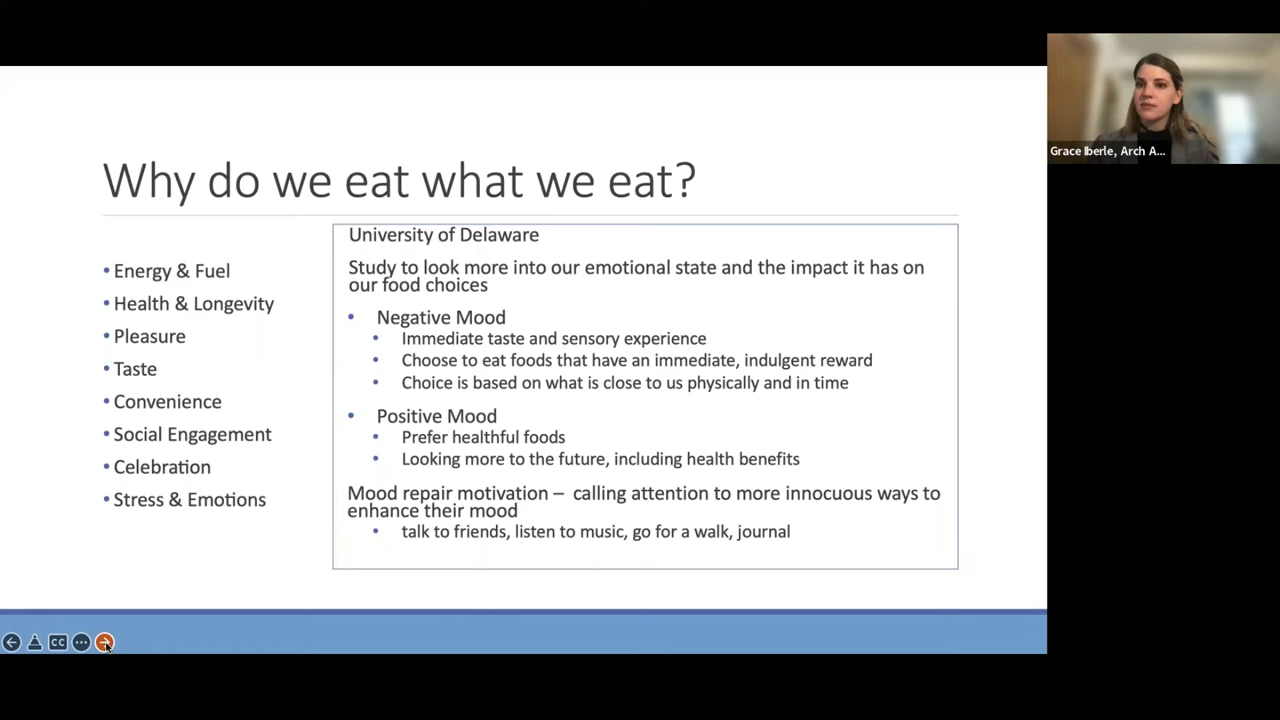 Why do we eat what we eat?
• Energy & Fuel
• Health & Longevity
• Pleasure
• Taste
• Convenience
• Social Engagement
• Celebration
• Stress & Emotions
University of Delaware
Study to look more into our emotional state and the impact it has on
our food choices
• Negative Mood
• Immediate taste and sensory experience
• Choose to eat foods that have an immediate, indulgent reward
• Choice is based on what is close to us physically and in time
• Positive Mood
• Prefer healthful foods
• Looking more to the future, including health benefits
Mood repair motivation – calling attention to more innocuous ways to
enhance their mood
• talk to friends, listen to music, go for a walk, journal
Grace Iberle, Arch A...
CC